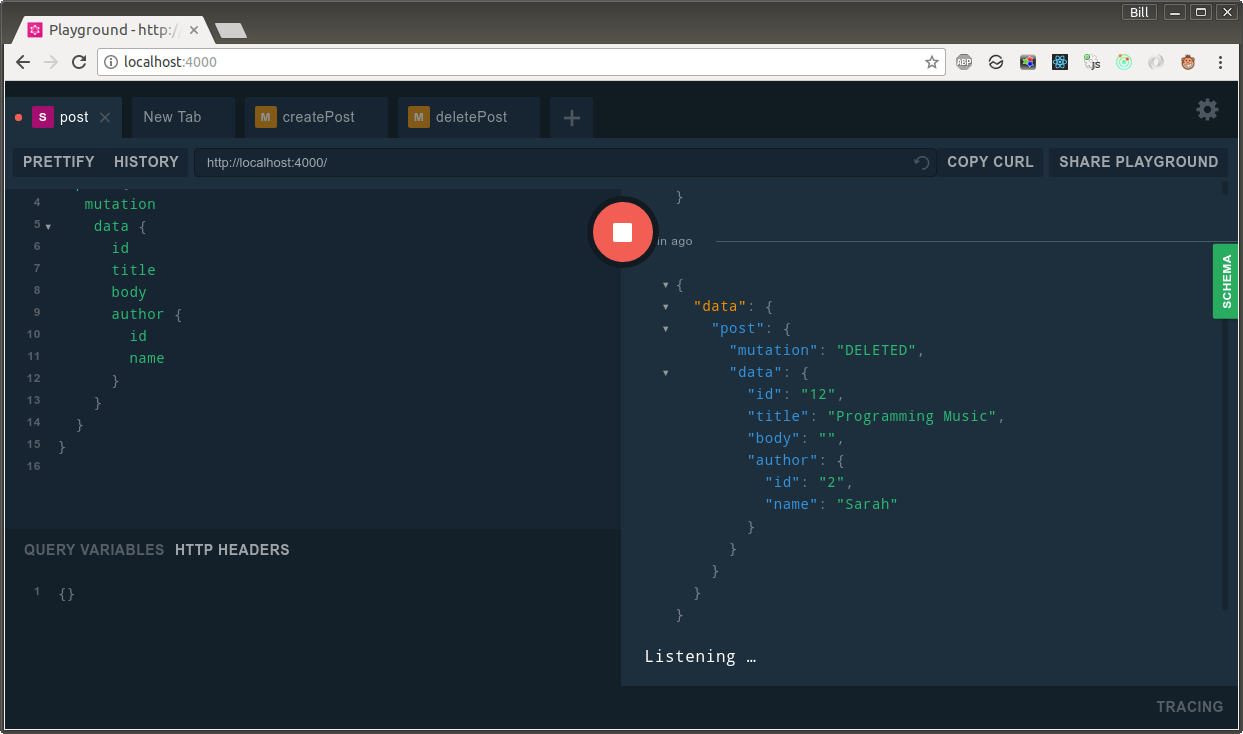 Bill
Playground - http:/
localhost:4000
ABP
JS
S post
New Tab
M createPost
M deletePost
PRETTIFY
HISTORY
http://localhost:4000/
COPY CURL
SHARE PLAYGROUND
4 mutation
5 data {
6 id
7 title
8 body
9 author {
10 id
11 name
12 }
13 }
14 }
15 }
16
QUERY VARIABLES HTTP HEADERS
1 {}
}
in ago
{
"data": {
"post": {
"mutation": "DELETED",
"data": {
"id": "12",
"title": "Programming Music",
"body": "",
"author": {
"id": "2",
"name": "Sarah"
}
}
}
}
}
Listening …
SCHEMA
TRACING